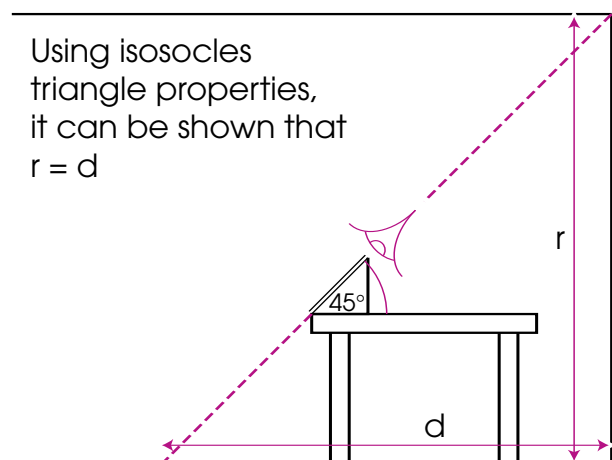 Using isosocles
triangle properties,
it can be shown that
r = d
r
45°
d